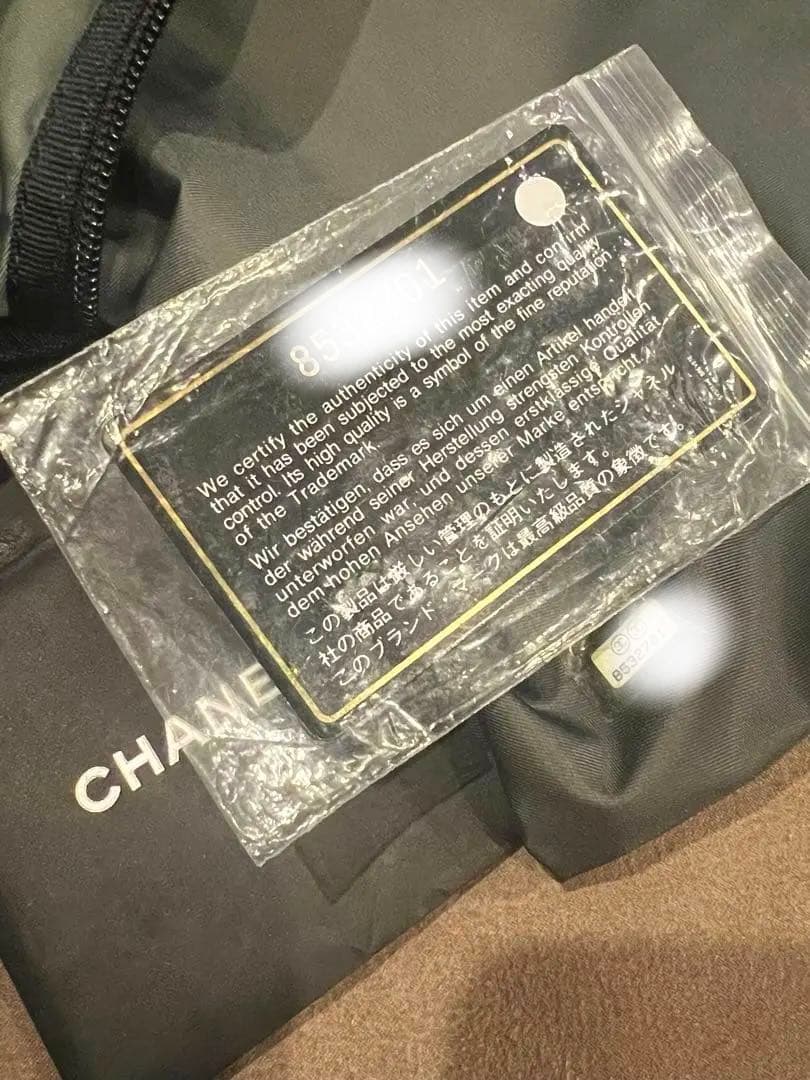 We certify the authenticity of this item and confirm
that it has been subjected to the most exacting quality
control. Its high quality is a symbol of the fine reputation
of the Trademark.
Wir bestätigen, dass es sich um einen Artikel handelt,
der während seiner Herstellung strengsten Kontrollen
unterworfen war, und dessen erstklassige Qualität
dem hohen Ansehen unserer Marke entspricht.
この製品は厳しい管理のもとに製造されたシャネル
社の商品であることを証明いたします。
このブランド・マークは最高級品質の象徴です。
CHANE